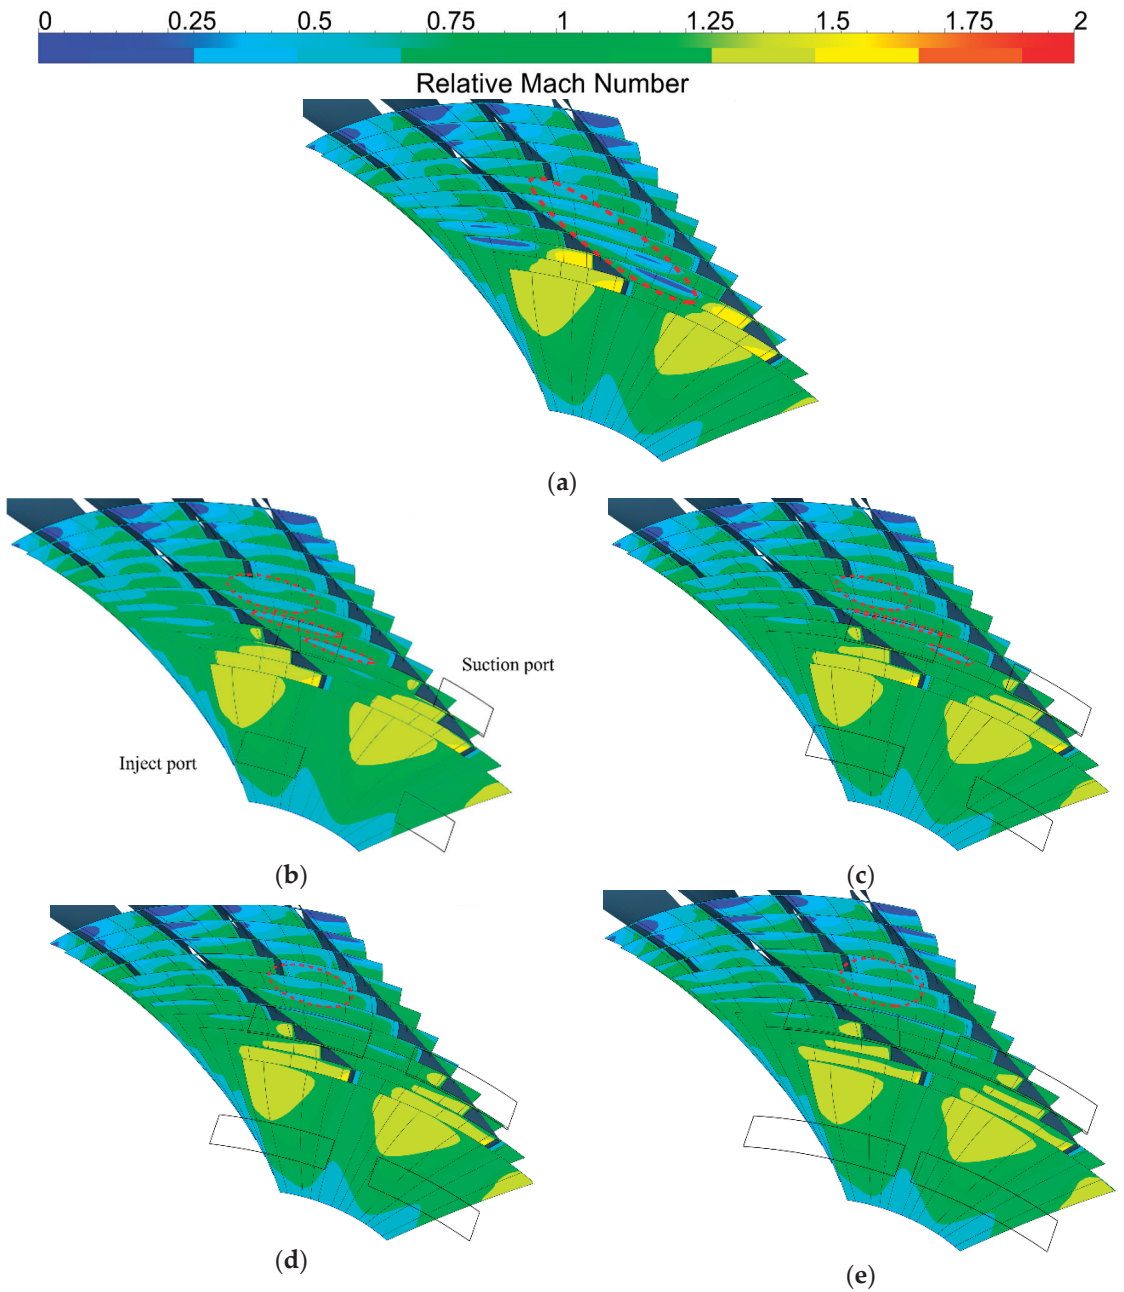 0 0.25 0.5 0.75 1 1.25 1.5 1.75 2
Relative Mach Number
(a)
Suction port
Inject port
(b)
(c)
(d)
(e)